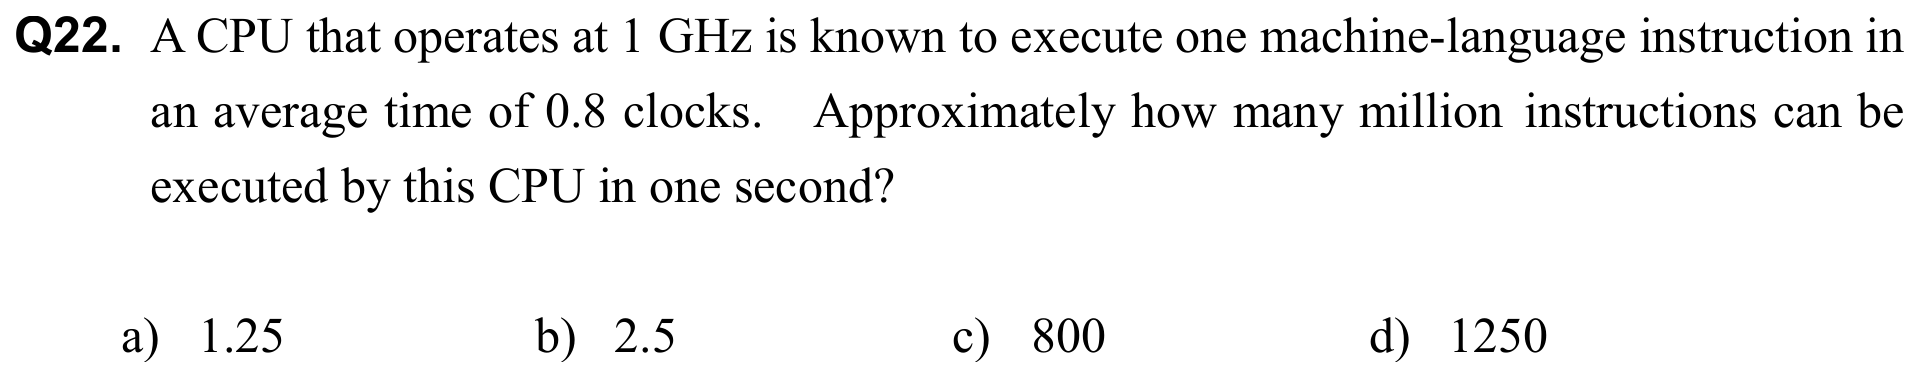 Q22. A CPU that operates at 1 GHz is known to execute one machine-language instruction in
an average time of 0.8 clocks. Approximately how many million instructions can be
executed by this CPU in one second?
a) 1.25 b) 2.5 c) 800 d) 1250